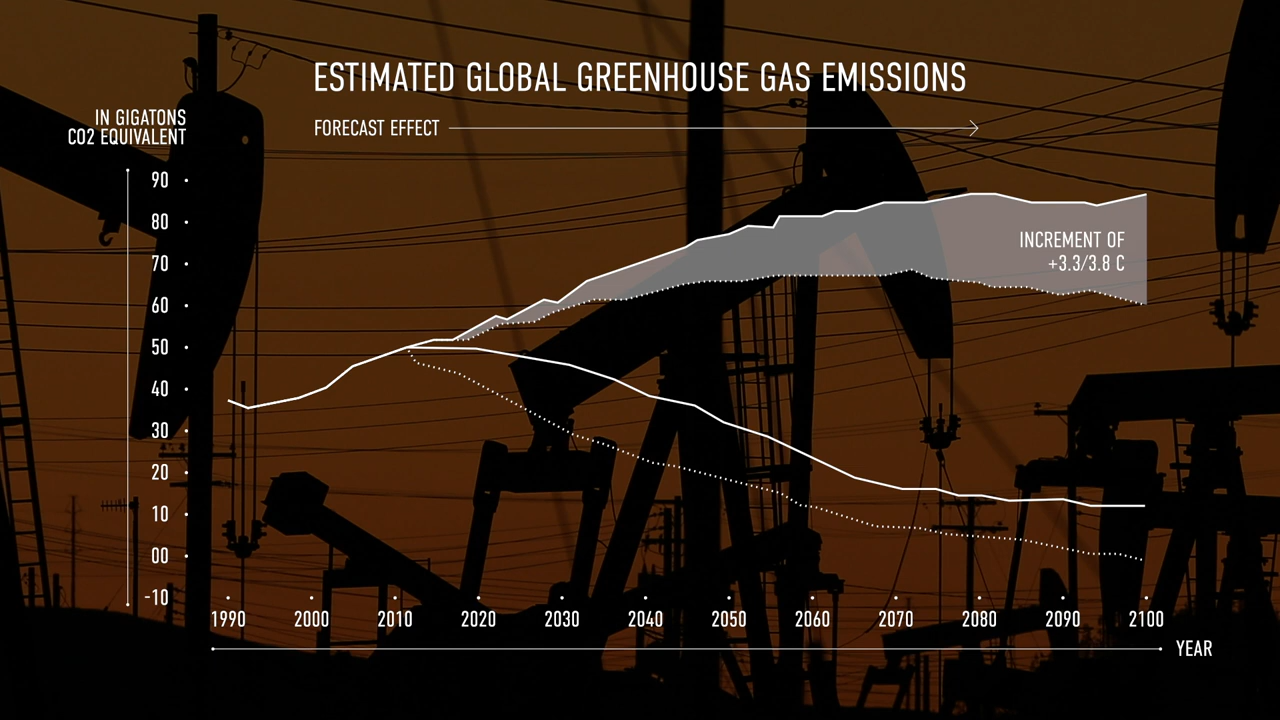 ESTIMATED GLOBAL GREENHOUSE GAS EMISSIONS
FORECAST EFFECT
IN GIGATONS
CO2 EQUIVALENT
90
80
70
60
50
40
30
20
10
00
-10
INCREMENT OF
+3.3/3.8 C
1990 2000 2010 2020 2030 2040 2050 2060 2070 2080 2090 2100
YEAR